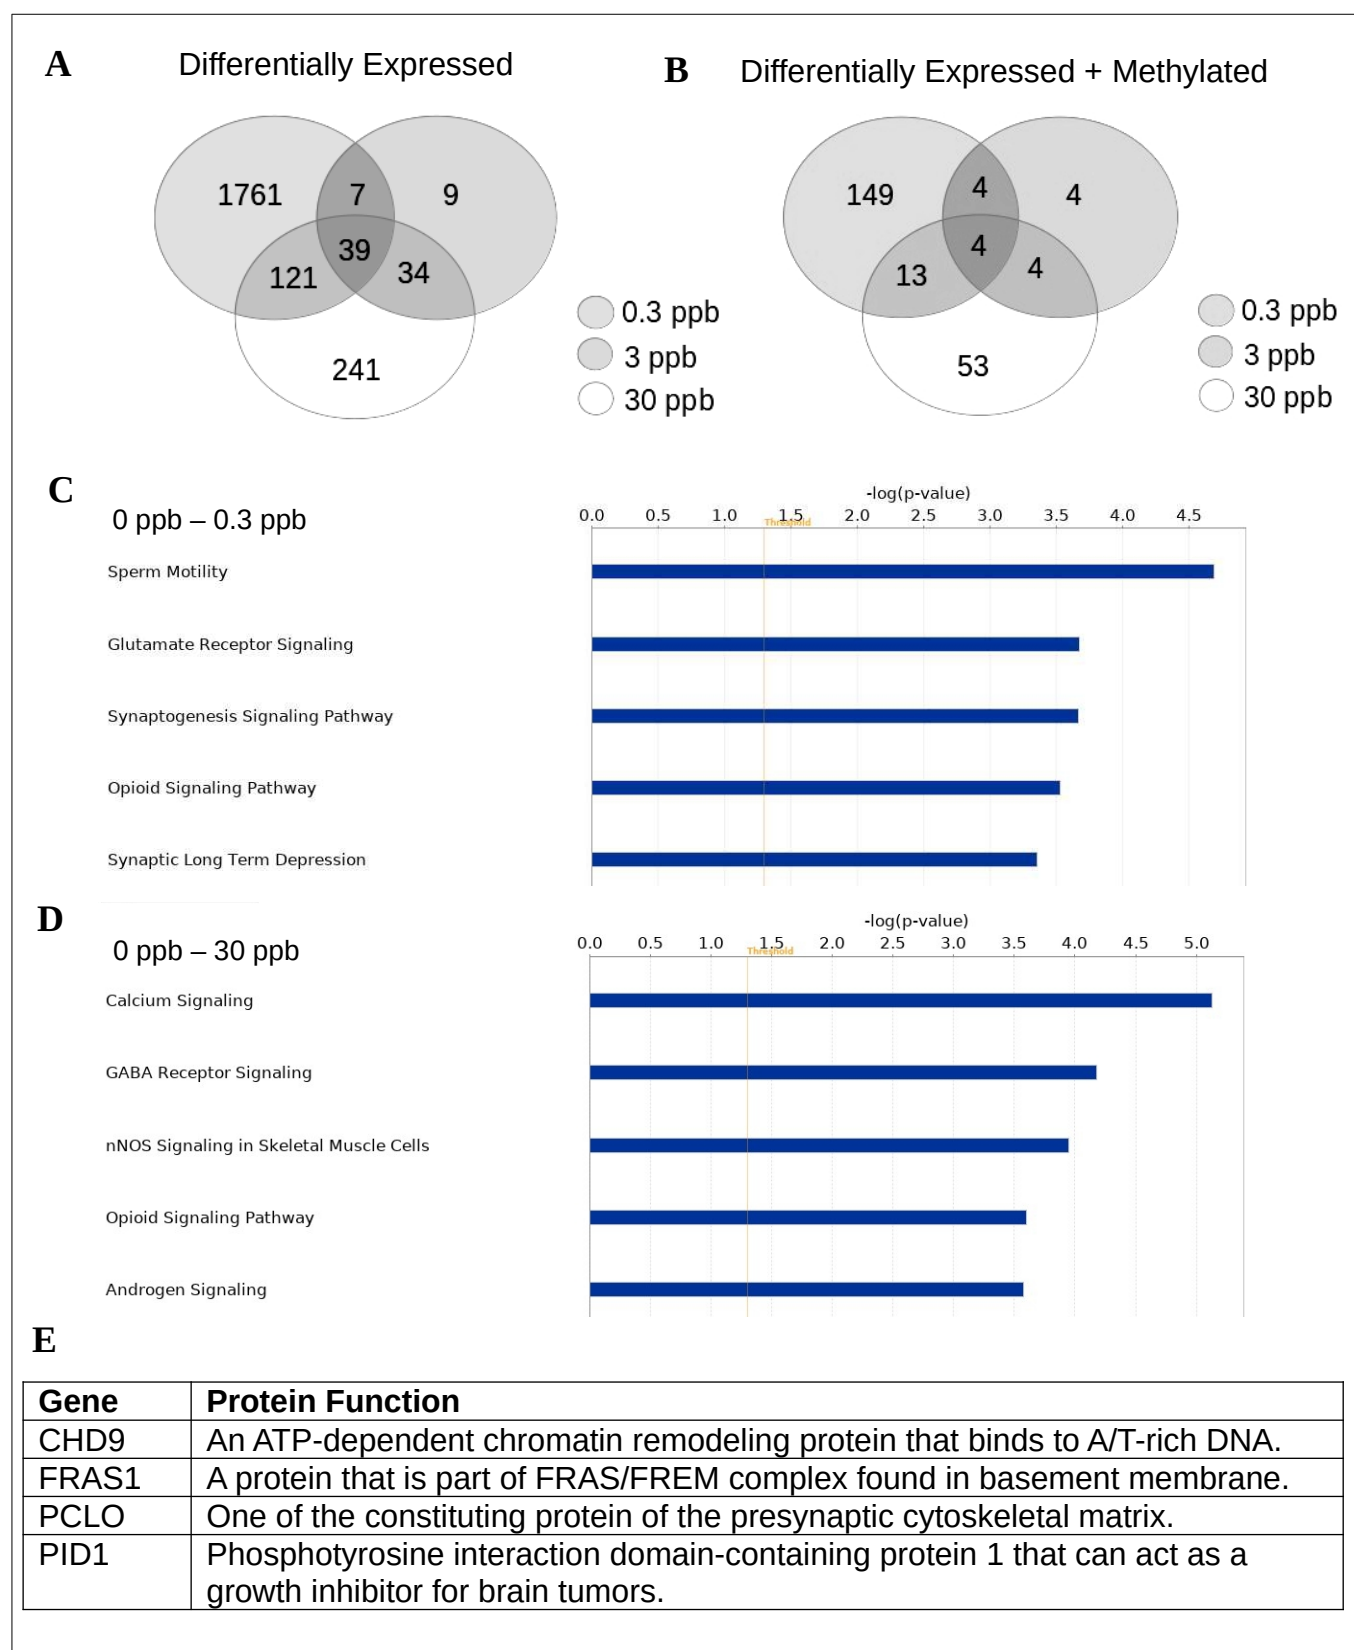 A
Differentially Expressed
1761
7
9
39
121
34
241
0.3 ppb
3 ppb
30 ppb
B
Differentially Expressed + Methylated
149
4
4
4
13
4
53
0.3 ppb
3 ppb
30 ppb
C
0 ppb – 0.3 ppb
-log(p-value)
0.0 0.5 1.0 1.5 2.0 2.5 3.0 3.5 4.0 4.5
Threshold
Sperm Motility
Glutamate Receptor Signaling
Synaptogenesis Signaling Pathway
Opioid Signaling Pathway
Synaptic Long Term Depression
D
0 ppb – 30 ppb
-log(p-value)
0.0 0.5 1.0 1.5 2.0 2.5 3.0 3.5 4.0 4.5 5.0
Threshold
Calcium Signaling
GABA Receptor Signaling
nNOS Signaling in Skeletal Muscle Cells
Opioid Signaling Pathway
Androgen Signaling
E
Gene Protein Function
CHD9 An ATP-dependent chromatin remodeling protein that binds to A/T-rich DNA.
FRAS1 A protein that is part of FRAS/FREM complex found in basement membrane.
PCLO One of the constituting protein of the presynaptic cytoskeletal matrix.
PID1 Phosphotyrosine interaction domain-containing protein 1 that can act as a
growth inhibitor for brain tumors.